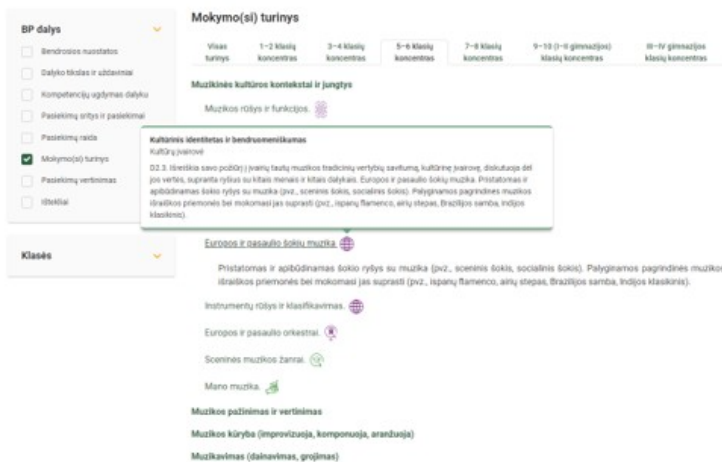 Mokymo(si) turinys
BP dalys
Bendrosios nuostatos
Dalyko tikslas ir uždaviniai
Kompetencijų ugdymas dalyku
Pasiekimų sritys ir pasiekimai
Pasiekimų raida
Mokymo(si) turinys
Pasiekimų vertinimas
Ištekliai
Klasės
Visas turinys
1–2 klasių koncentras
3–4 klasių koncentras
5–6 klasių koncentras
7–8 klasių koncentras
9–10 (I–II gimnazijos) klasių koncentras
III–IV gimnazijos klasių koncentras
Muzikinės kultūros kontekstai ir jungtys
Muzikos rūšys ir funkcijos.
Kultūrinis identitetas ir bendruomeniškumas
Kultūrų įvairovė
D2.3. Išreiškia savo požiūrį į įvairių tautų muzikos tradicinių vertybių savitumą, kultūrinę įvairovę, diskutuoja dėl
jos vertės, supranta ryšius su kitais menais ir kitais dalykais. Europos ir pasaulio šokių muzika. Pristatomas ir
apibūdinamas šokio ryšys su muzika (pvz., sceninis šokis, socialinis šokis). Palyginamos pagrindinės muzikos
išraiškos priemonės bei mokomasi jas suprasti (pvz., ispanų flamenco, airių stepas, Brazilijos samba, Indijos
klasikinis).
Europos ir pasaulio šokių muzika.
Pristatomas ir apibūdinamas šokio ryšys su muzika (pvz., sceninis šokis, socialinis šokis). Palyginamos pagrindinės muzikos
išraiškos priemonės bei mokomasi jas suprasti (pvz., ispanų flamenco, airių stepas, Brazilijos samba, Indijos klasikinis).
Instrumentų rūšys ir klasifikavimas.
Europos ir pasaulio orkestrai.
Sceninės muzikos žanrai.
Mano muzika.
Muzikos pažinimas ir vertinimas
Muzikos kūryba (improvizuoja, komponuoja, aranžuoja)
Muzikavimas (dainavimas, grojimas)